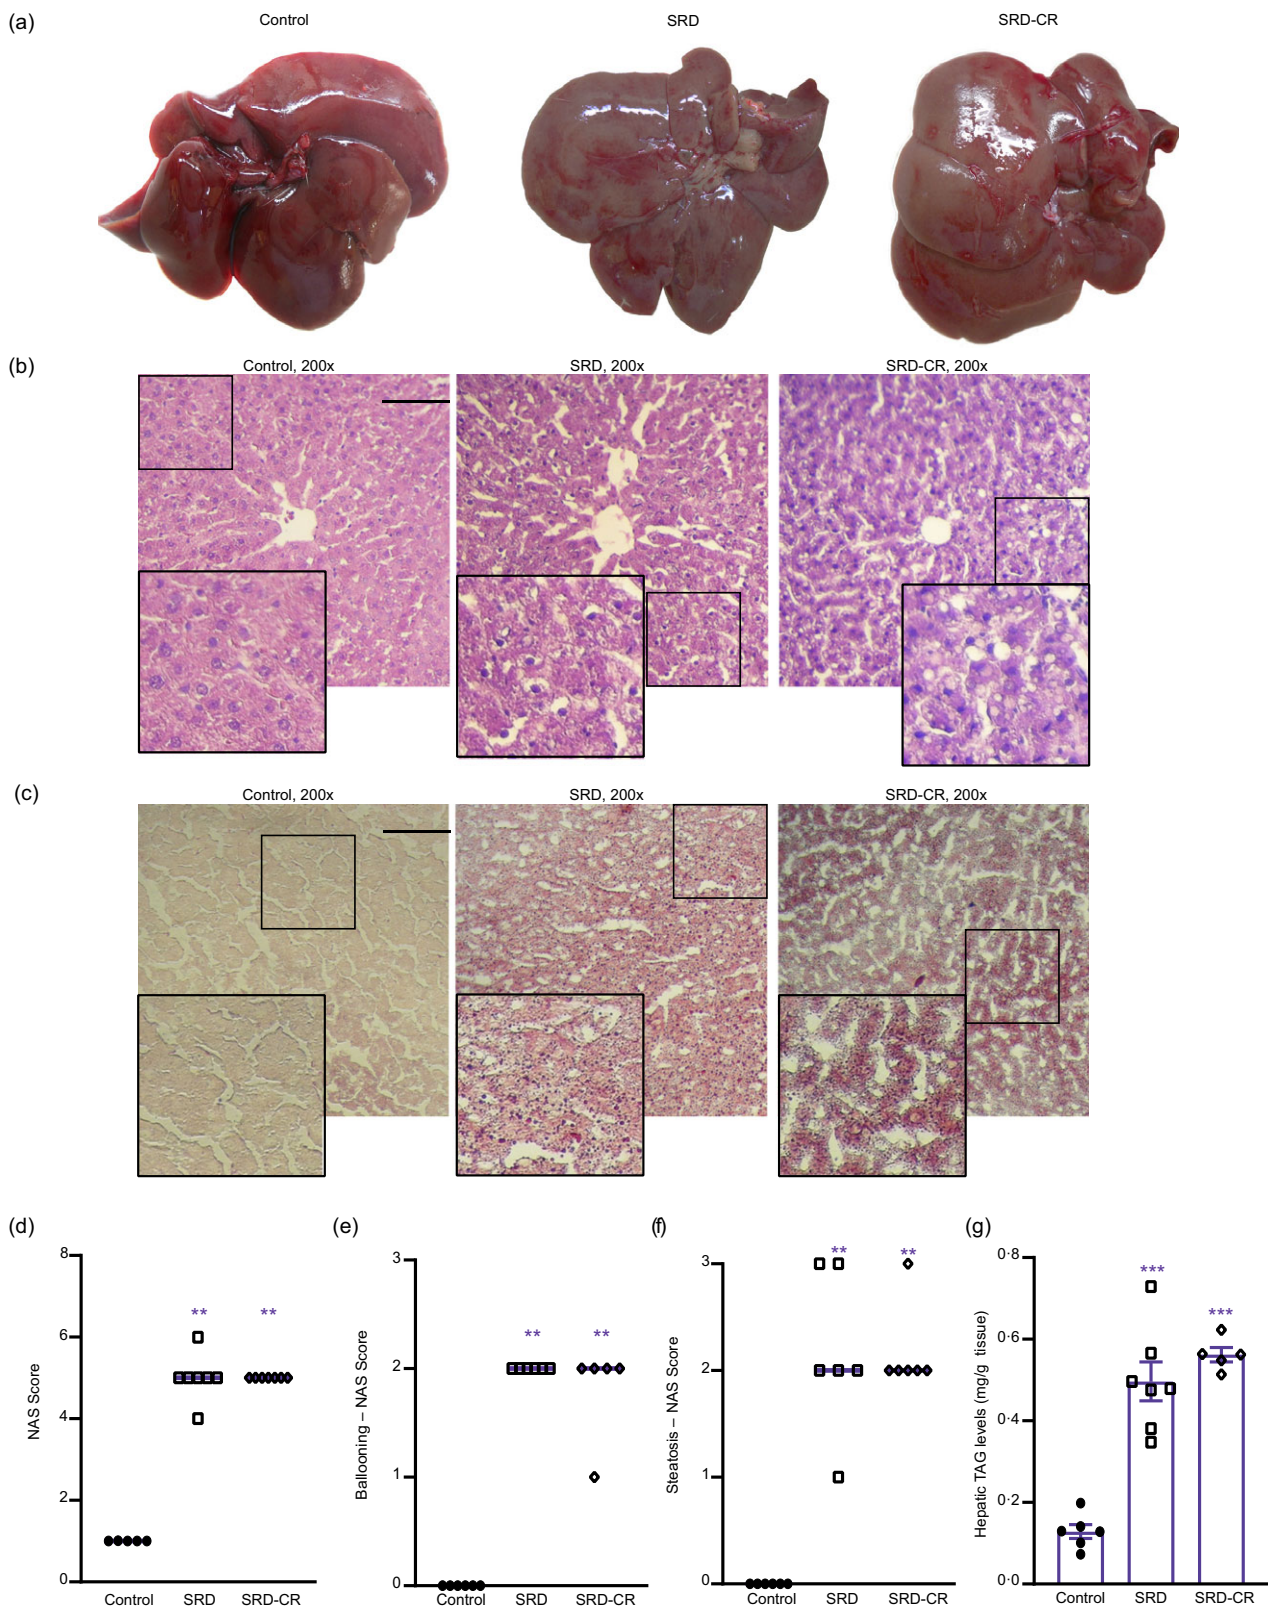 (a)
Control
SRD
SRD-CR
(b)
Control, 200x
SRD, 200x
SRD-CR, 200x
(c)
Control, 200x
SRD, 200x
SRD-CR, 200x
(d)
NAS Score
8
6
4
2
0
**
**
Control
SRD
SRD-CR
(e)
Ballooning – NAS Score
3
2
1
0
**
**
Control
SRD
SRD-CR
(f)
Steatosis – NAS Score
3
2
1
0
**
**
Control
SRD
SRD-CR
(g)
Hepatic TAG levels (mg/g tissue)
0·8
0·6
0·4
0·2
0·0
***
***
Control
SRD
SRD-CR